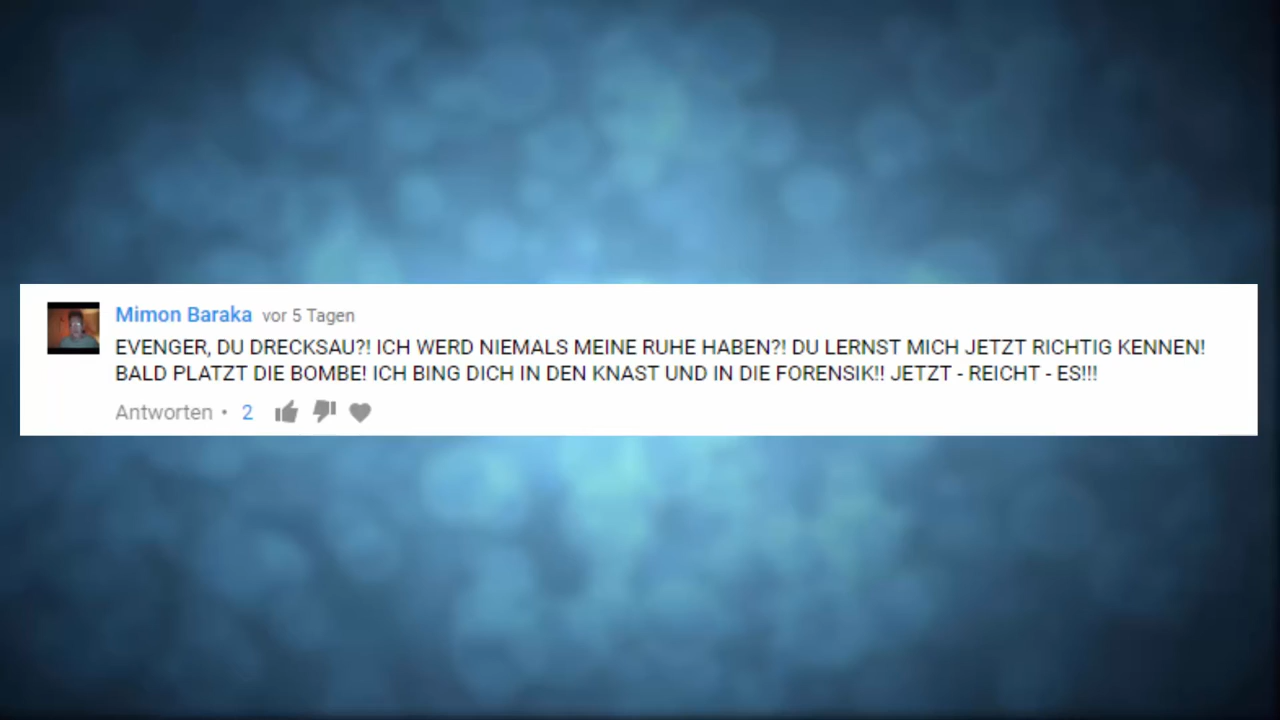 Mimon Baraka vor 5 Tagen
EVENGER, DU DRECKSAU?! ICH WERD NIEMALS MEINE RUHE HABEN?! DU LERNST MICH JETZT RICHTIG KENNEN!
BALD PLATZT DIE BOMBE! ICH BING DICH IN DEN KNAST UND IN DIE FORENSIK!! JETZT - REICHT - ES!!!
Antworten • 2